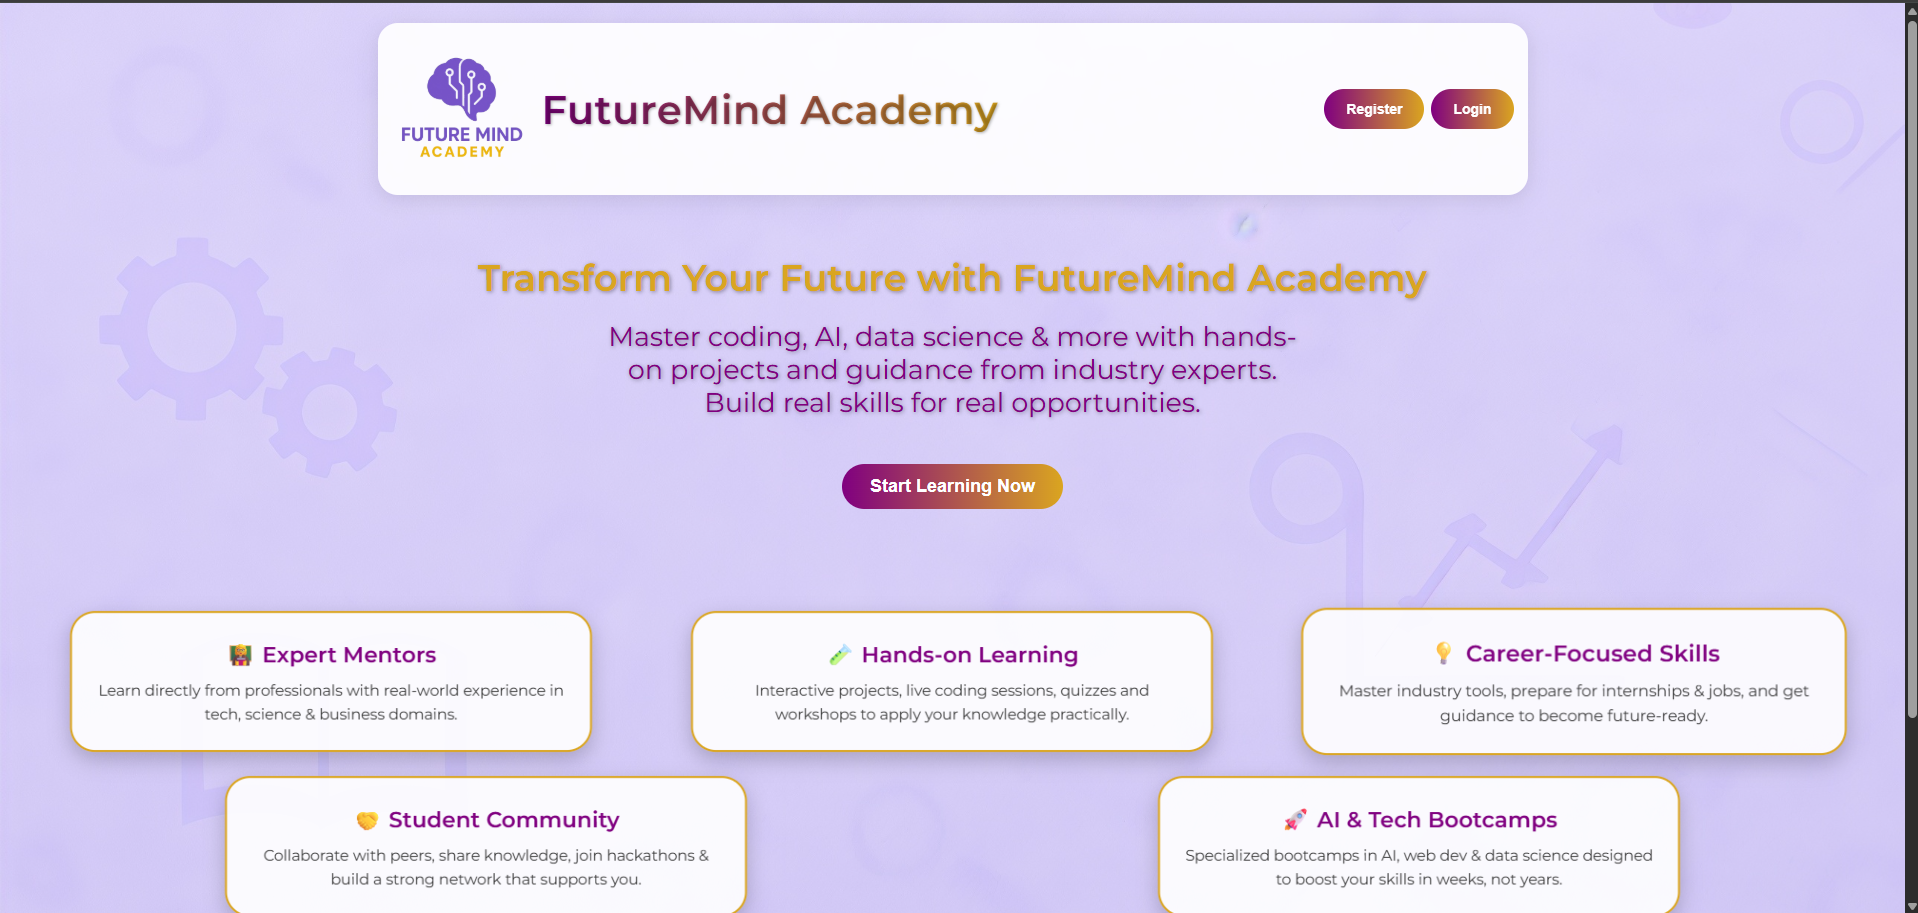 FUTURE MIND
ACADEMY
FutureMind Academy
Register
Login
Transform Your Future with FutureMind Academy
Master coding, AI, data science & more with hands-
on projects and guidance from industry experts.
Build real skills for real opportunities.
Start Learning Now
Expert Mentors
Learn directly from professionals with real-world experience in
tech, science & business domains.
Hands-on Learning
Interactive projects, live coding sessions, quizzes and
workshops to apply your knowledge practically.
Career-Focused Skills
Master industry tools, prepare for internships & jobs, and get
guidance to become future-ready.
Student Community
Collaborate with peers, share knowledge, join hackathons &
build a strong network that supports you.
AI & Tech Bootcamps
Specialized bootcamps in AI, web dev & data science designed
to boost your skills in weeks, not years.